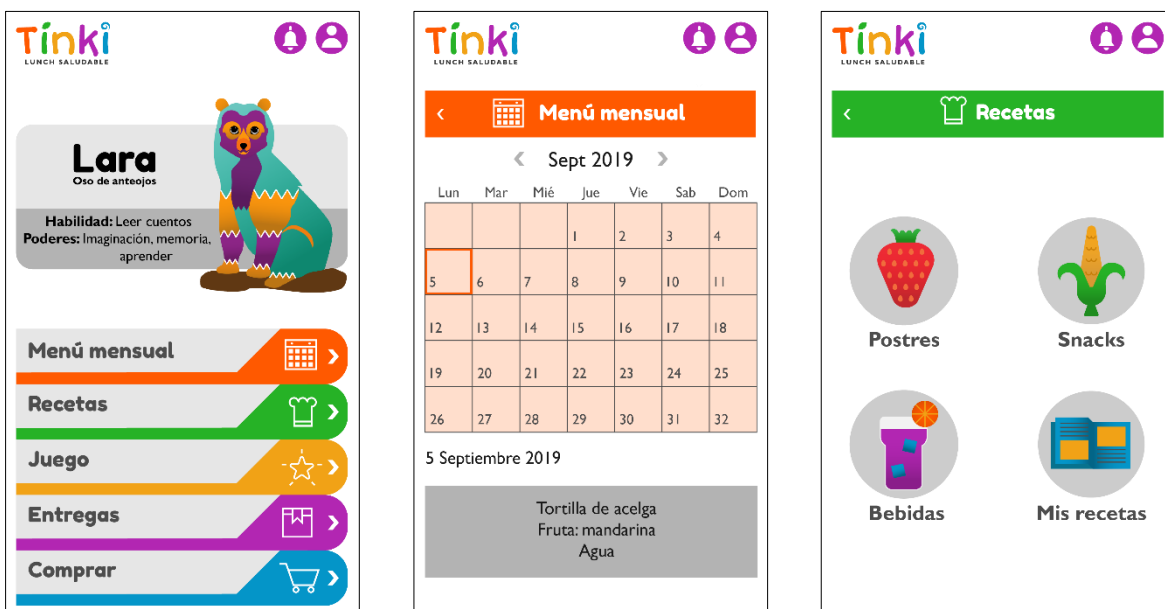 Tinki
LUNCH SALUDABLE
Lara
Oso de anteojos
Habilidad: Leer cuentos
Poderes: Imaginación, memoria,
aprender
Menú mensual
Recetas
Juego
Entregas
Comprar
Tinki
LUNCH SALUDABLE
Menú mensual
Sept 2019
Lun Mar Mié Jue Vie Sab Dom
1 2 3 4
5 6 7 8 9 10 11
12 13 14 15 16 17 18
19 20 21 22 23 24 25
26 27 28 29 30 31 32
5 Septiembre 2019
Tortilla de acelga
Fruta: mandarina
Agua
Tinki
LUNCH SALUDABLE
Recetas
Postres
Snacks
Bebidas
Mis recetas